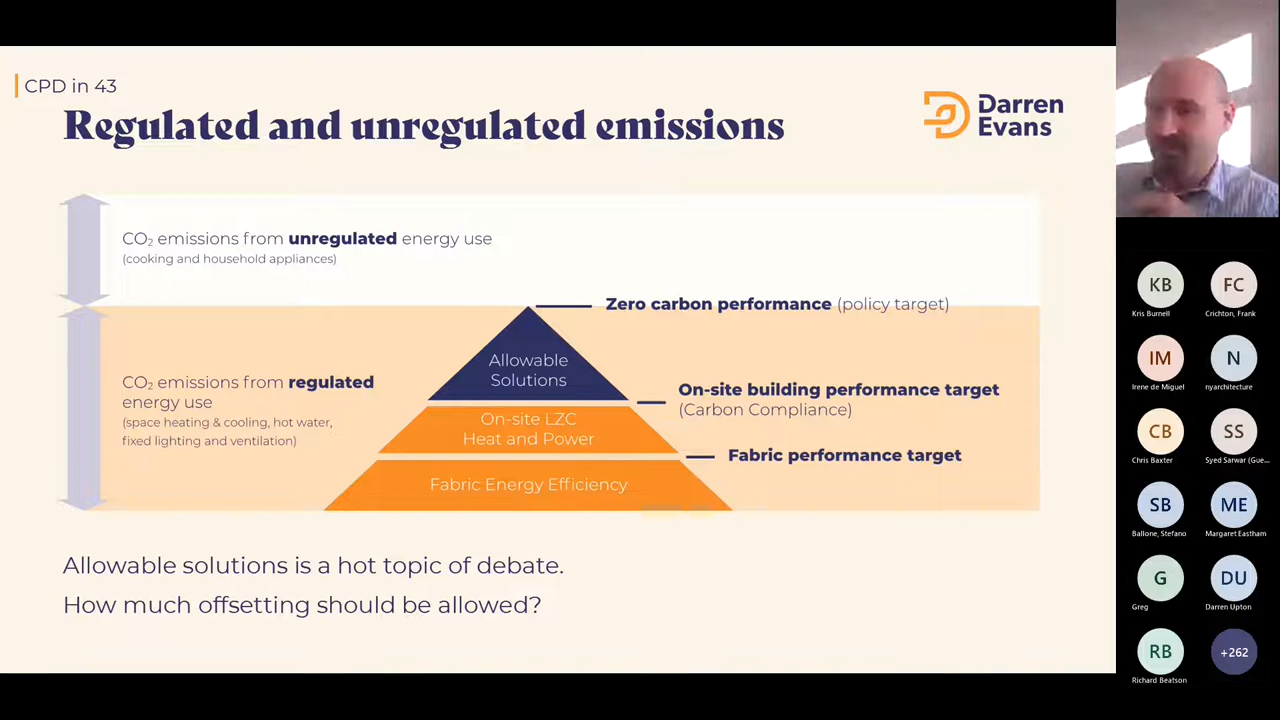 CPD in 43
Regulated and unregulated emissions
Darren
Evans
CO₂ emissions from unregulated energy use
(cooking and household appliances)
Zero carbon performance (policy target)
Allowable
Solutions
CO₂ emissions from regulated
energy use
(space heating & cooling, hot water,
fixed lighting and ventilation)
On-site building performance target
(Carbon Compliance)
On-site LZC
Heat and Power
Fabric performance target
Fabric Energy Efficiency
Allowable solutions is a hot topic of debate.
How much offsetting should be allowed?
KB
Kris Burnell
FC
Crichton, Frank
IM
Irene de Miguel
N
nyarchitecture
CB
Chris Baxter
SS
Syed Sarwar (Gue...
SB
Ballone, Stefano
ME
Margaret Eastham
G
Greg
DU
Darren Upton
RB
Richard Beatson
+262